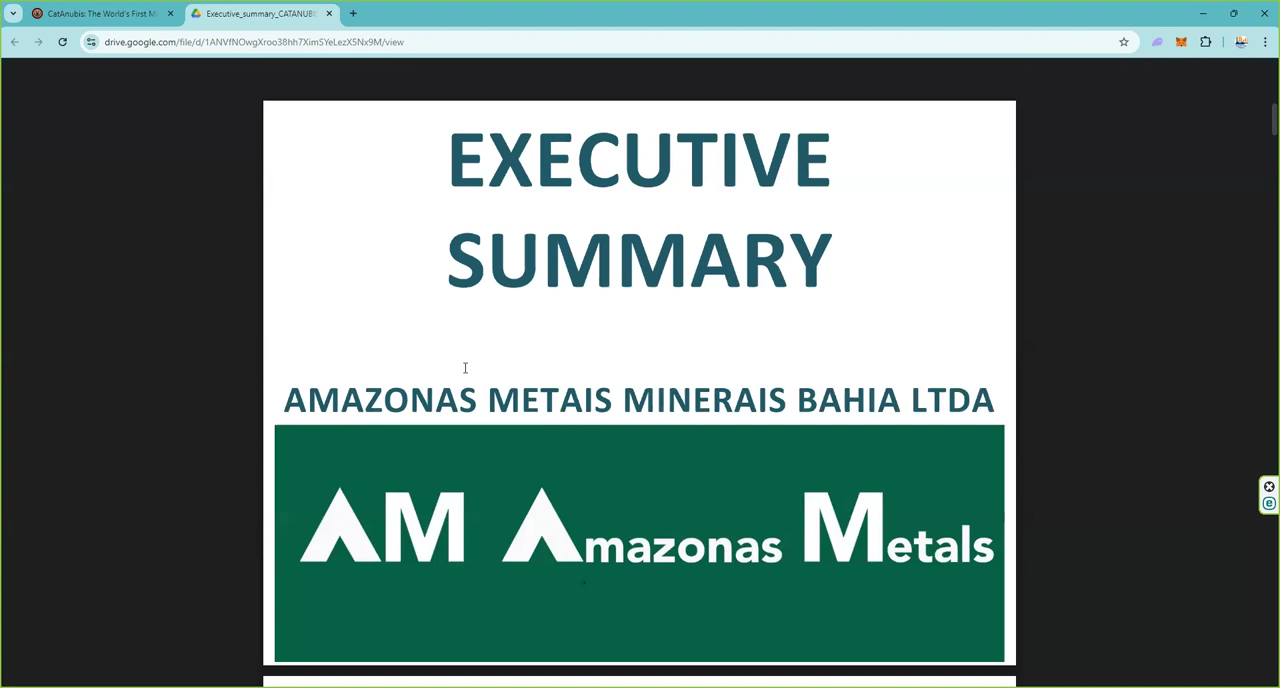 CatAnubis: The World's First M
Executive_summary_CATANUBI
drive.google.com/file/d/1ANVfNOwgXroo38hh7XimSYeLezX5Nx9M/view
EXECUTIVE
SUMMARY
AMAZONAS METAIS MINERAIS BAHIA LTDA
AM Amazonas Metals